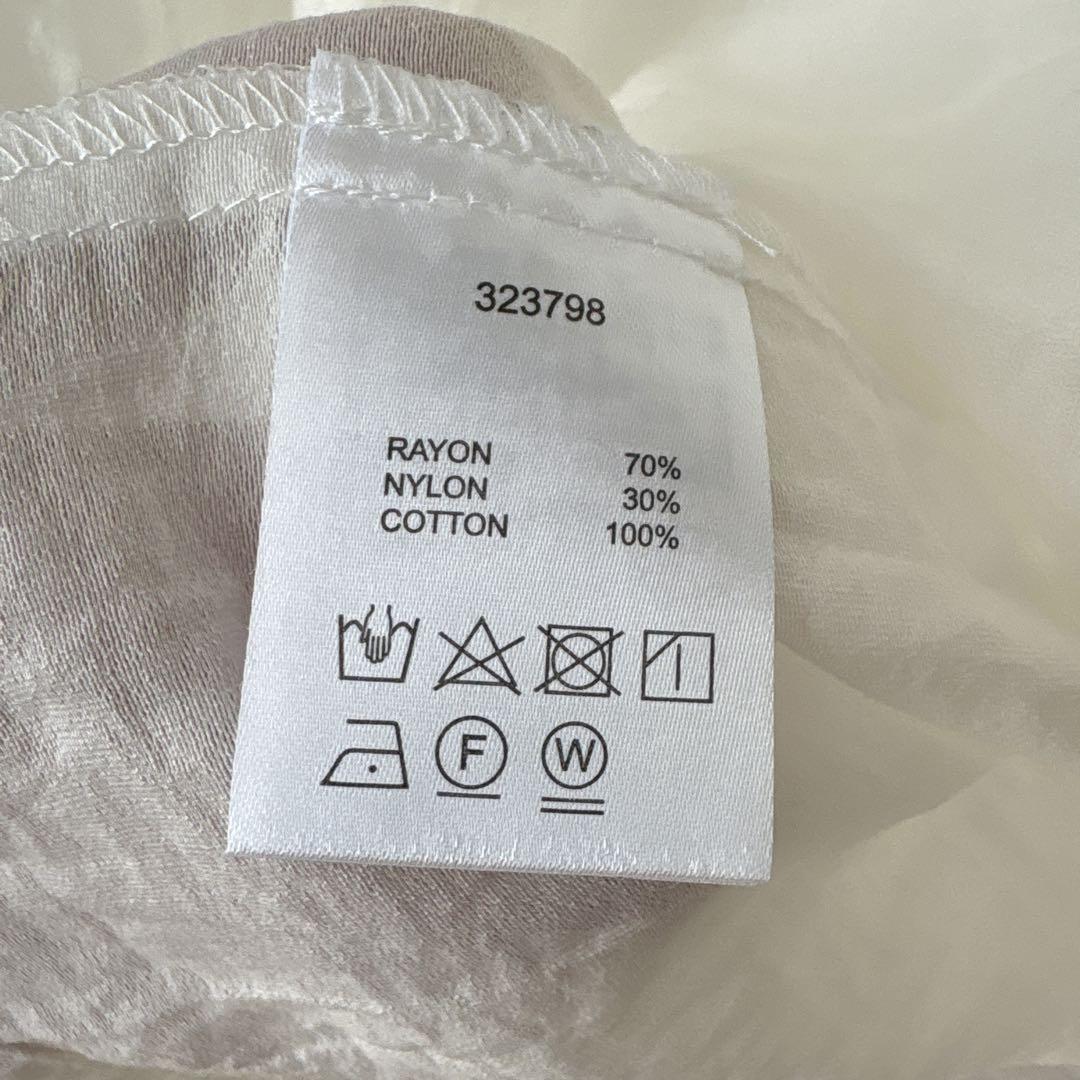 323798
RAYON 70%
NYLON 30%
COTTON 100%
F W